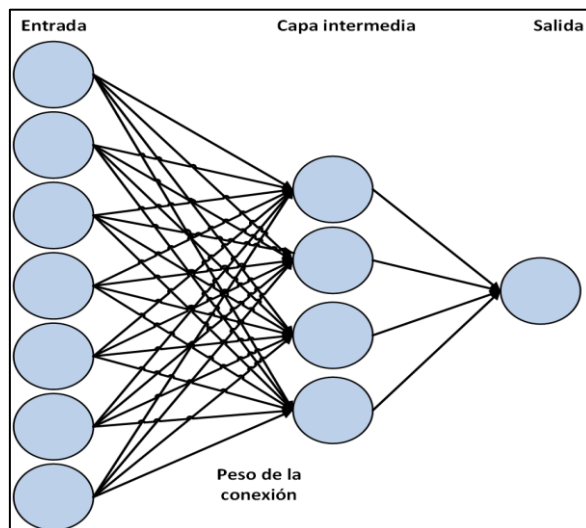 Entrada
Capa intermedia
Salida
Peso de la
conexión